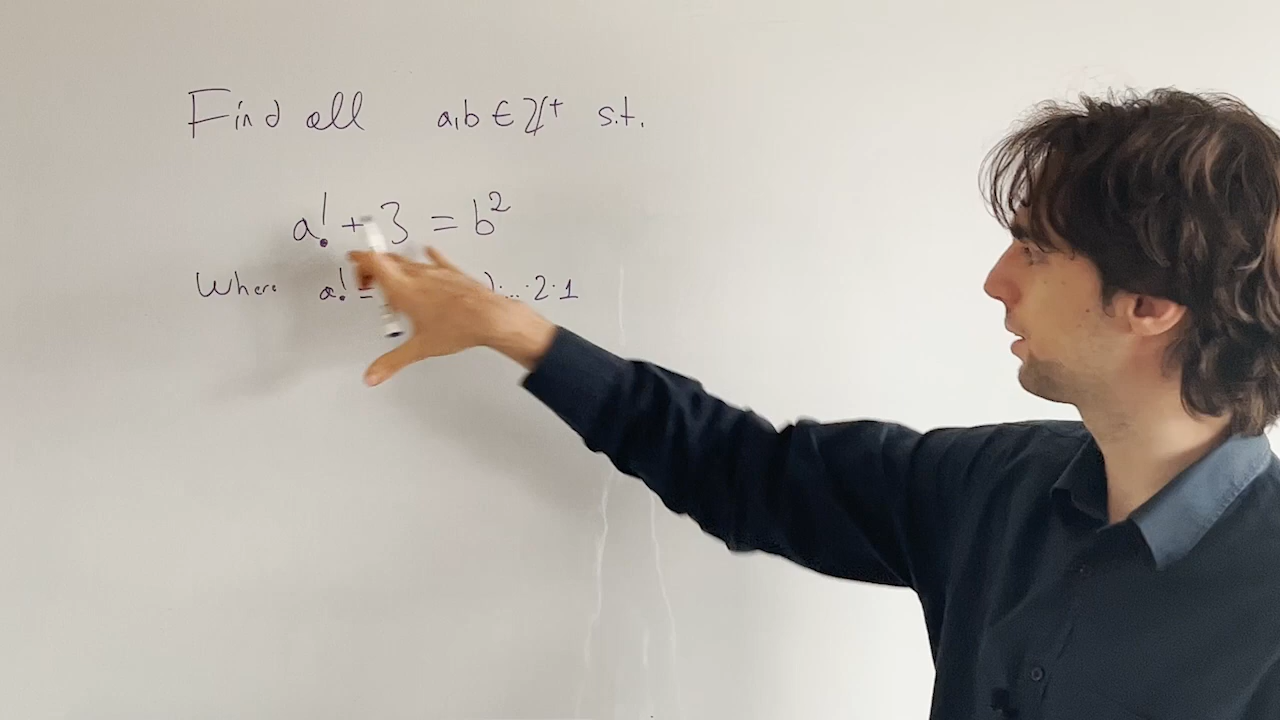 Find all a,b ∈ ℤ⁺ s.t.
a! + 3 = b²
Where a! = ... · 2 · 1